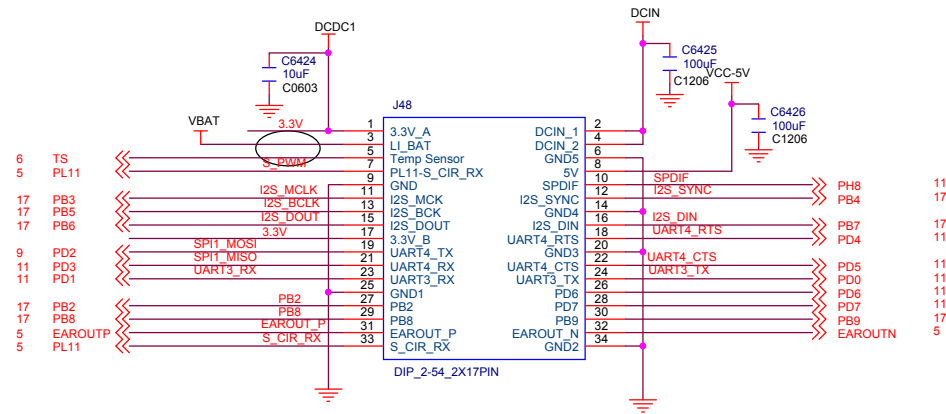 DCDC1
DCIN
C6424
10uF
C0603
C6425
100uF
C1206
VCC-5V
C6426
100uF
C1206
VBAT
J48
3.3V 1 3.3V_A DCIN_1 2
3 LI_BAT DCIN_2 4
6 TS 5 Temp Sensor GND5 6
5 PL11 S_PWM 7 PL11-S_CIR_RX 5V 8
9 GND SPDIF 10 SPDIF PH8 11
17 PB3 I2S_MCLK 11 I2S_MCK I2S_SYNC 12 I2S_SYNC PB4 17
17 PB5 I2S_BCLK 13 I2S_BCK GND4 14
17 PB6 I2S_DOUT 15 I2S_DOUT I2S_DIN 16 I2S_DIN PB7 17
3.3V 17 3.3V_B UART4_RTS 18 UART4_RTS PD4 11
9 PD2 SPI1_MOSI 19 UART4_TX GND3 20
11 PD3 SPI1_MISO 21 UART4_RX UART4_CTS 22 UART4_CTS PD5 11
11 PD1 UART3_RX 23 UART3_RX UART3_TX 24 UART3_TX PD0 11
25 GND1 PD6 26 PD6 11
17 PB2 PB2 27 PB2 PD7 28 PD7 11
17 PB8 PB8 29 PB8 PB9 30 PB9 17
5 EAROUTP EAROUT_P 31 EAROUT_P EAROUT_N 32 EAROUTN 5
5 PL11 S_CIR_RX 33 S_CIR_RX GND2 34
DIP_2-54_2X17PIN